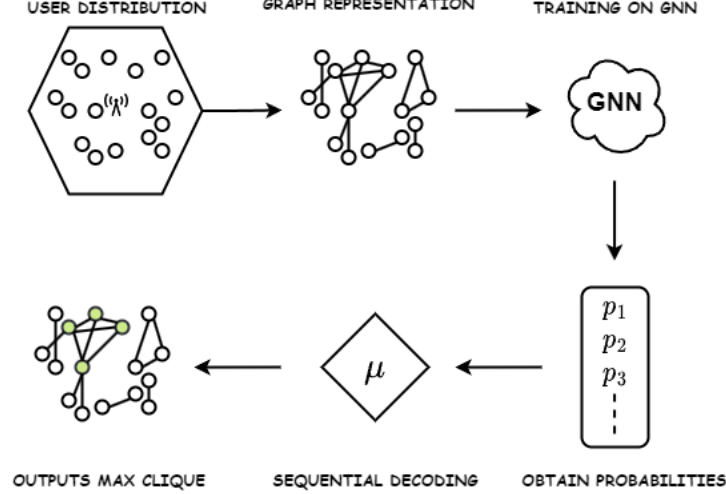 USER DISTRIBUTION
GRAPH REPRESENTATION
TRAINING ON GNN
GNN
p₁
p₂
p₃
μ
OUTPUTS MAX CLIQUE
SEQUENTIAL DECODING
OBTAIN PROBABILITIES